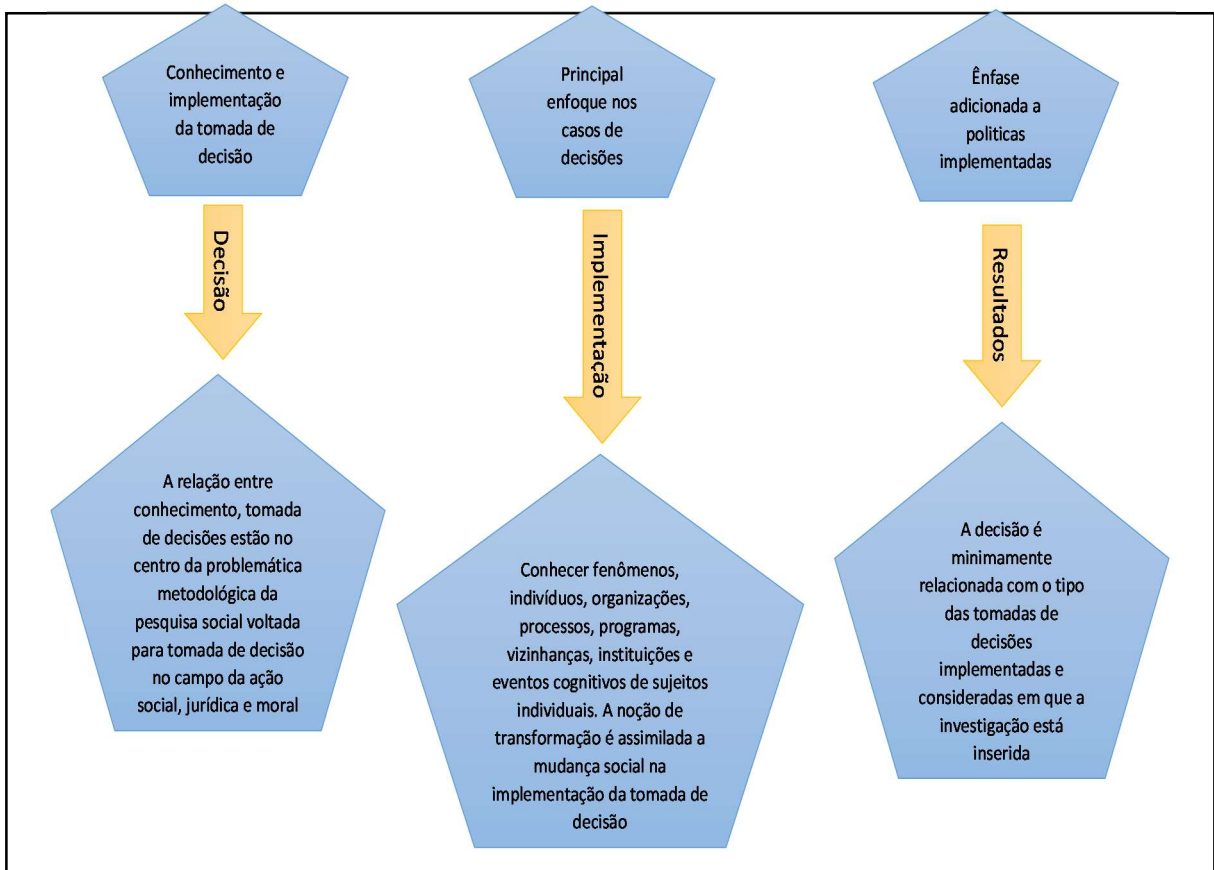 Conhecimento e
implementação
da tomada de
decisão
Decisão
A relação entre
conhecimento, tomada
de decisões estão no
centro da problemática
metodológica da
pesquisa social voltada
para tomada de decisão
no campo da ação
social, jurídica e moral
Principal
enfoque nos
casos de
decisões
Implementação
Conhecer fenômenos,
indivíduos, organizações,
processos, programas,
vizinhanças, instituições e
eventos cognitivos de sujeitos
individuais. A noção de
transformação é assimilada a
mudança social na
implementação da tomada de
decisão
Ênfase
adicionada a
politicas
implementadas
Resultados
A decisão é
minimamente
relacionada com o tipo
das tomadas de
decisões
implementadas e
consideradas em que a
investigação está
inserida